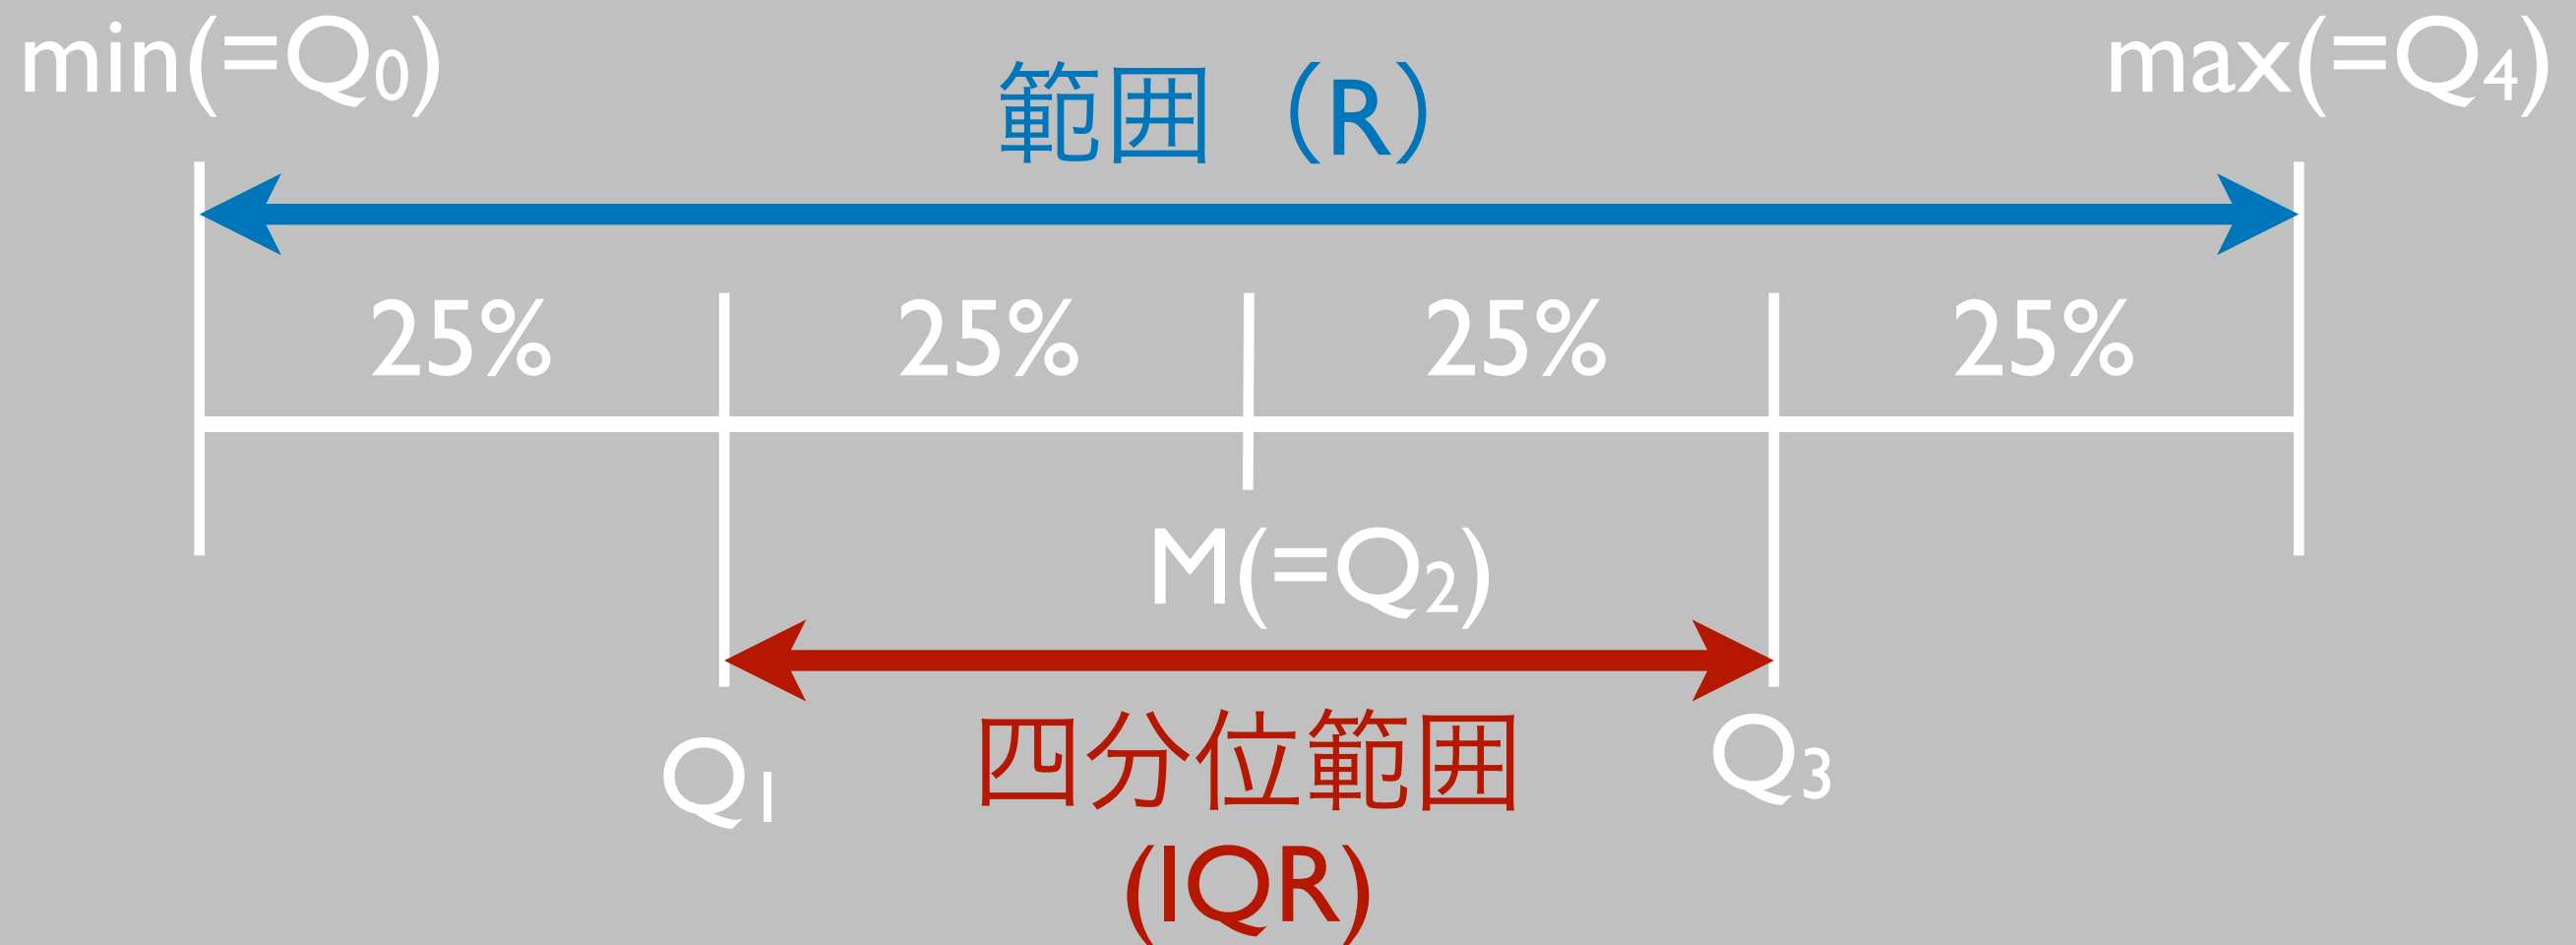 min(=Q₀)
範囲（R）
max(=Q₄)
25% 25% 25% 25%
M(=Q₂)
Q₁
四分位範囲
(IQR)
Q₃